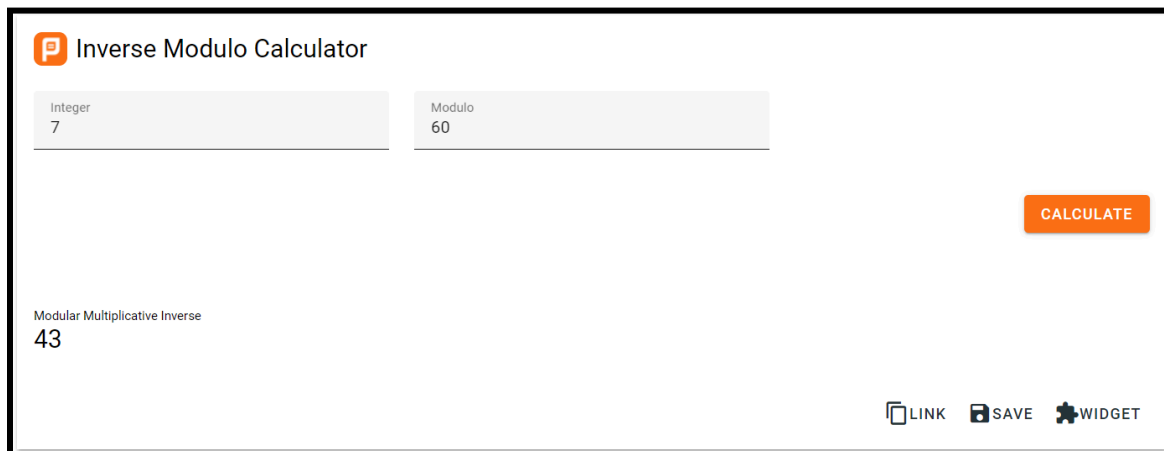 Inverse Modulo Calculator
Integer Modulo
7 60
CALCULATE
Modular Multiplicative Inverse
43
LINK SAVE WIDGET